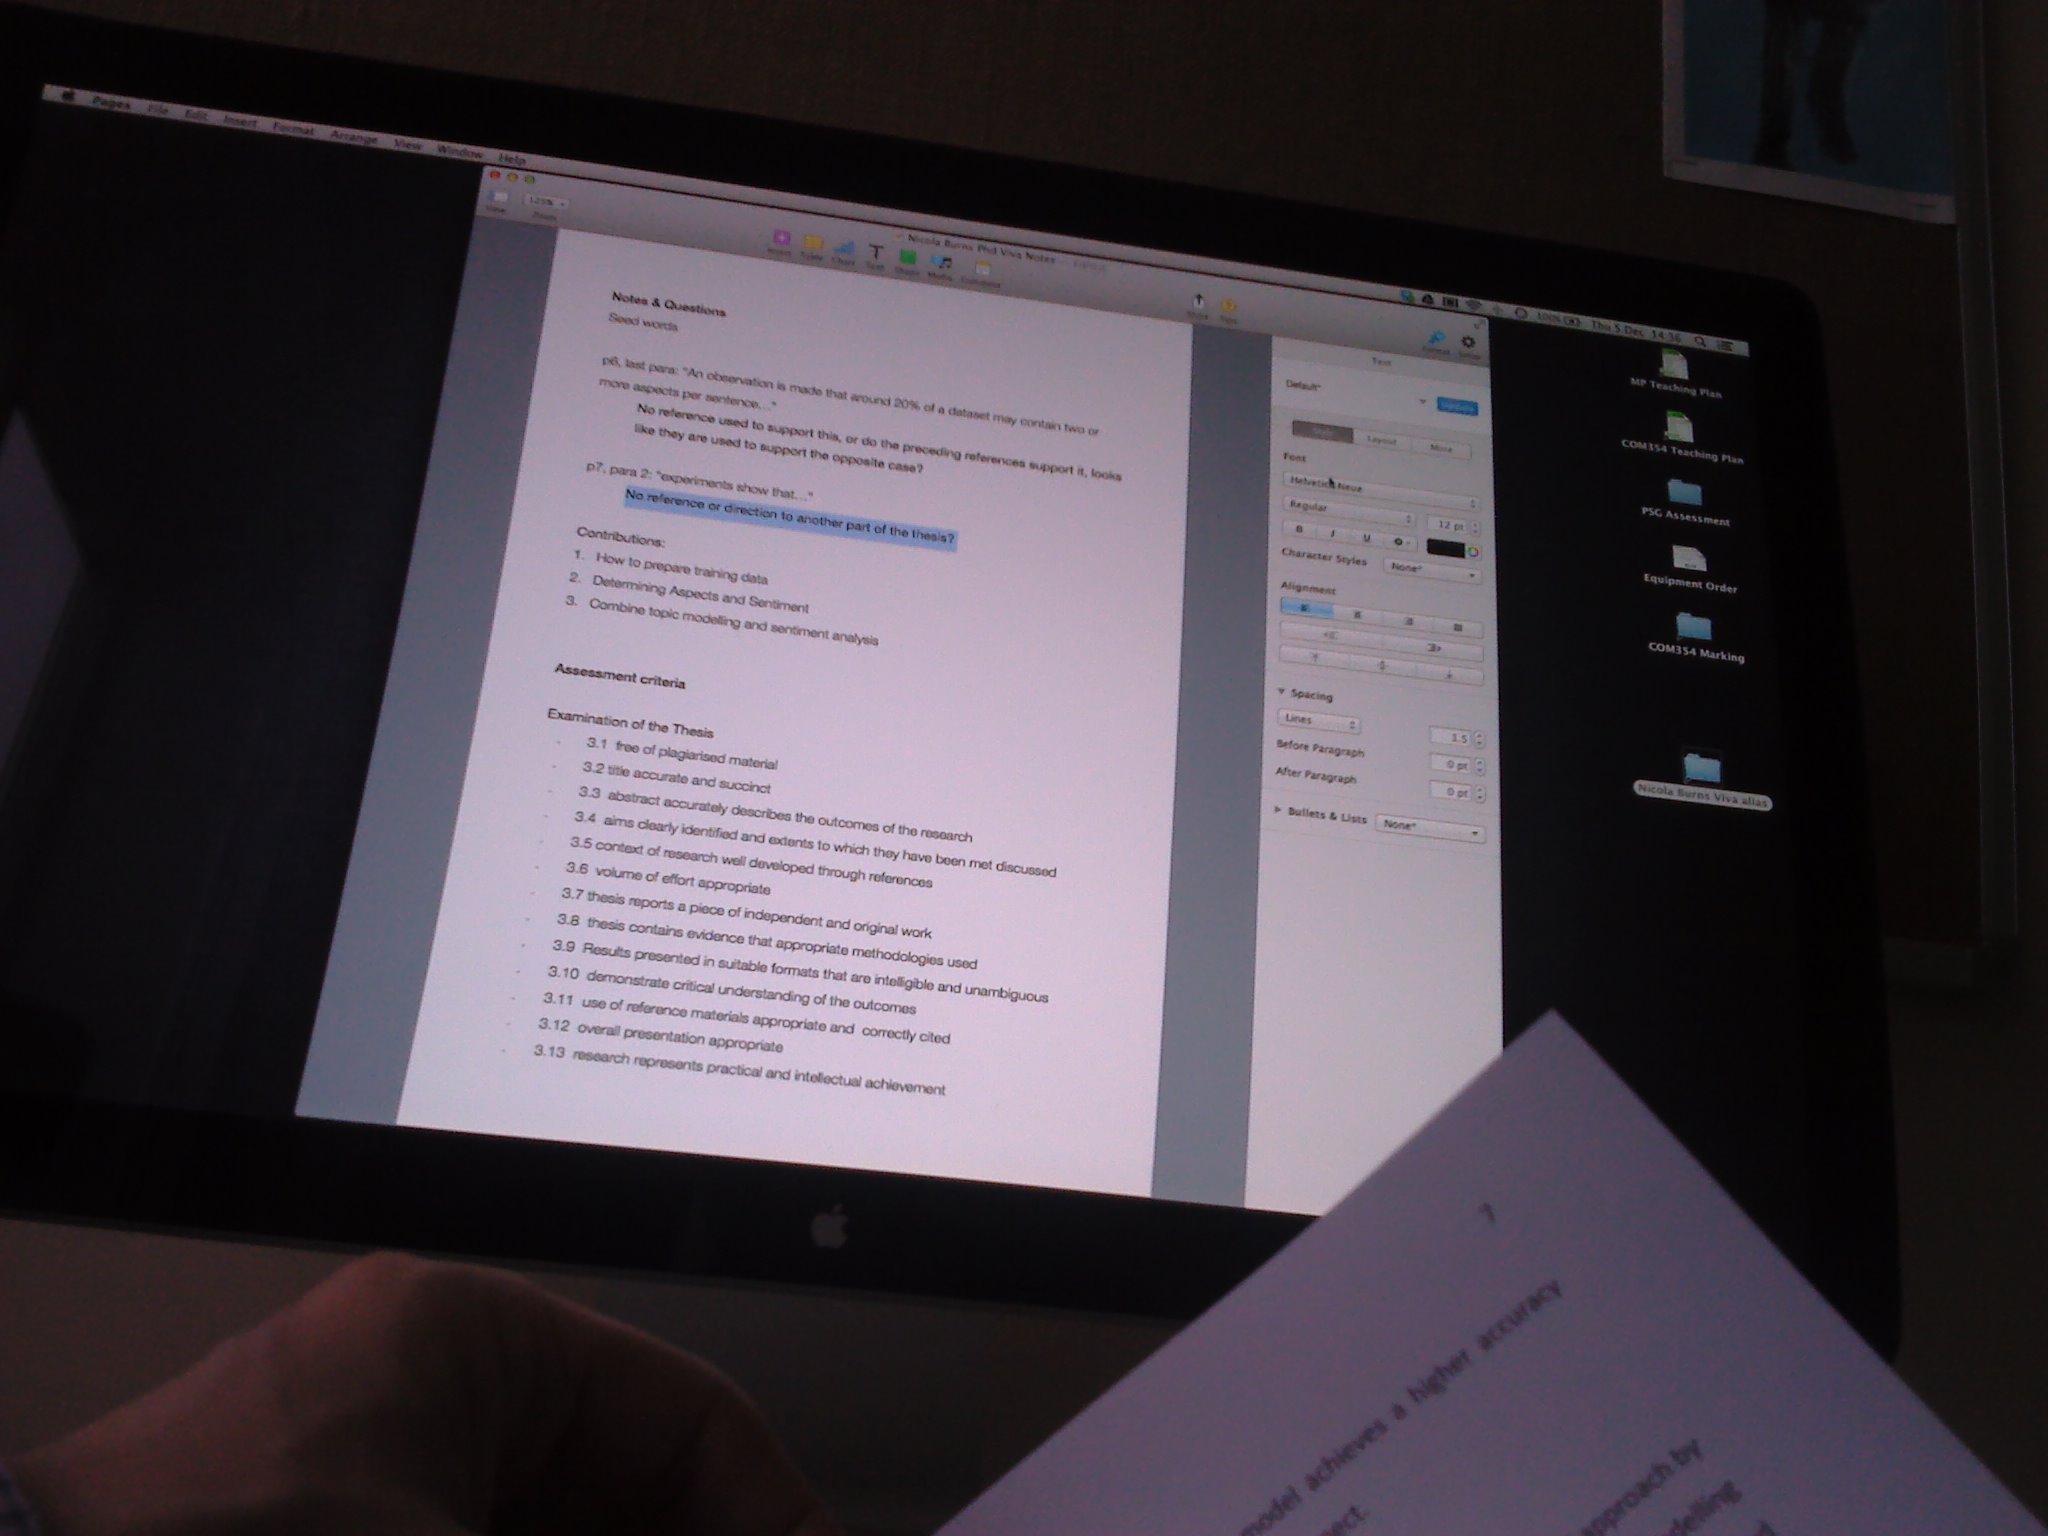 Pages File Edit Insert Format Arrange View Window Help
100% Thu 5 Dec 14:36
Nicola Burns Phd Viva Notes
125%
View Zoom
Table Chart Text Shape Media Comment
Share Tips
Format Setup
Notes & Questions
Seed words
p6, last para: "An observation is made that around 20% of a dataset may contain two or
more aspects per sentence..."
No reference used to support this, or do the preceding references support it, looks
like they are used to support the opposite case?
p7, para 2: "experiments show that..."
No reference or direction to another part of the thesis?
Contributions:
1. How to prepare training data
2. Determining Aspects and Sentiment
3. Combine topic modelling and sentiment analysis
Assessment criteria
Examination of the Thesis
- 3.1 free of plagiarised material
- 3.2 title accurate and succinct
- 3.3 abstract accurately describes the outcomes of the research
- 3.4 aims clearly identified and extents to which they have been met discussed
- 3.5 context of research well developed through references
- 3.6 volume of effort appropriate
- 3.7 thesis reports a piece of independent and original work
- 3.8 thesis contains evidence that appropriate methodologies used
- 3.9 Results presented in suitable formats that are intelligible and unambiguous
- 3.10 demonstrate critical understanding of the outcomes
- 3.11 use of reference materials appropriate and correctly cited
- 3.12 overall presentation appropriate
- 3.13 research represents practical and intellectual achievement
Text
Default*
Update
Style Layout More
Font
Helvetica Neue
Regular 12 pt
B I U
Character Styles None*
Alignment
Spacing
Lines 1.5
Before Paragraph 0 pt
After Paragraph 0 pt
Bullets & Lists None*
MP Teaching Plan
COM354 Teaching Plan
PSG Assessment
Equipment Order
COM354 Marking
Nicola Burns Viva alias
7
model achieves a higher accuracy
approach by